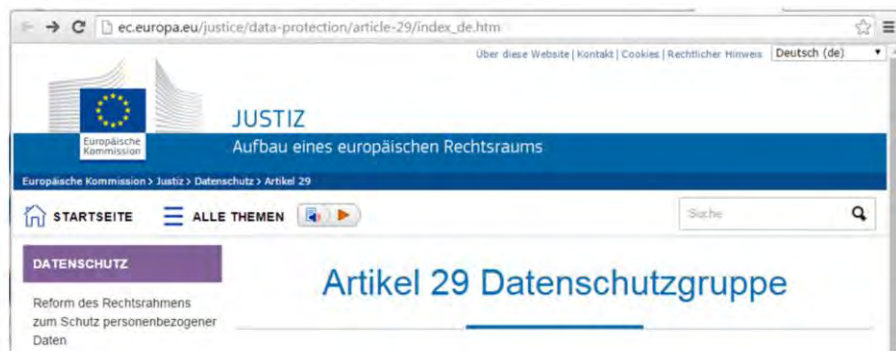 ec.europa.eu/justice/data-protection/article-29/index_de.htm
Über diese Website | Kontakt | Cookies | Rechtlicher Hinweis Deutsch (de)
JUSTIZ
Europäische
Kommission
Aufbau eines europäischen Rechtsraums
Europäische Kommission > Justiz > Datenschutz > Artikel 29
STARTSEITE ALLE THEMEN Suche
DATENSCHUTZ
Artikel 29 Datenschutzgruppe
Reform des Rechtsrahmens
zum Schutz personenbezogener
Daten